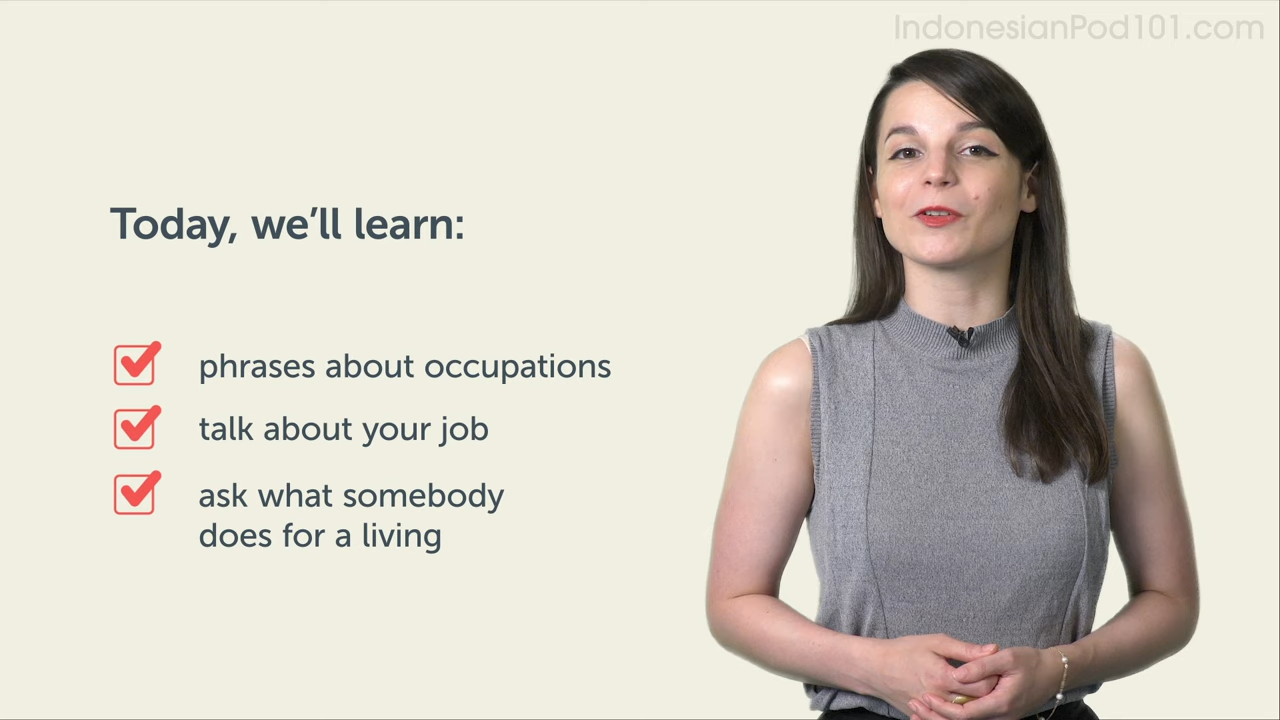 IndonesianPod101.com
Today, we'll learn:
phrases about occupations
talk about your job
ask what somebody
does for a living